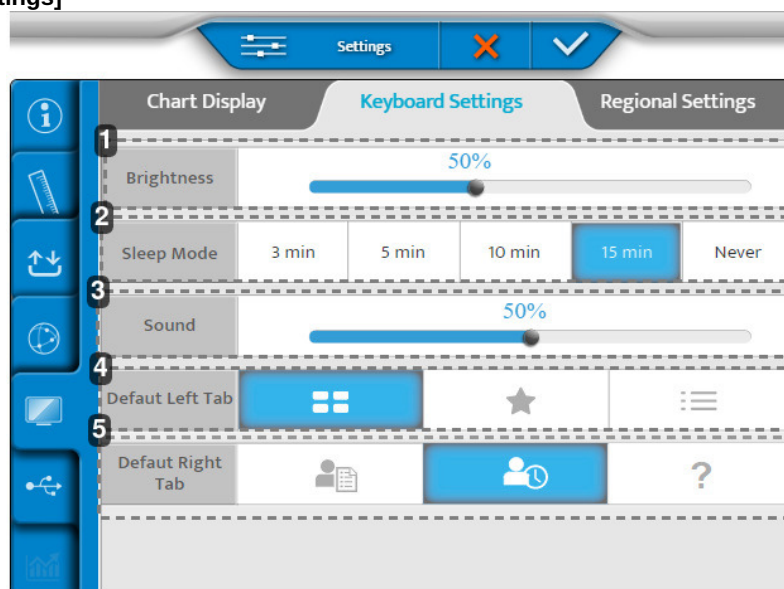 tings]
Settings
Chart Display Keyboard Settings Regional Settings
1
50%
Brightness
2
Sleep Mode 3 min 5 min 10 min 15 min Never
3
50%
Sound
4
Defaut Left Tab
5
Defaut Right
Tab
?